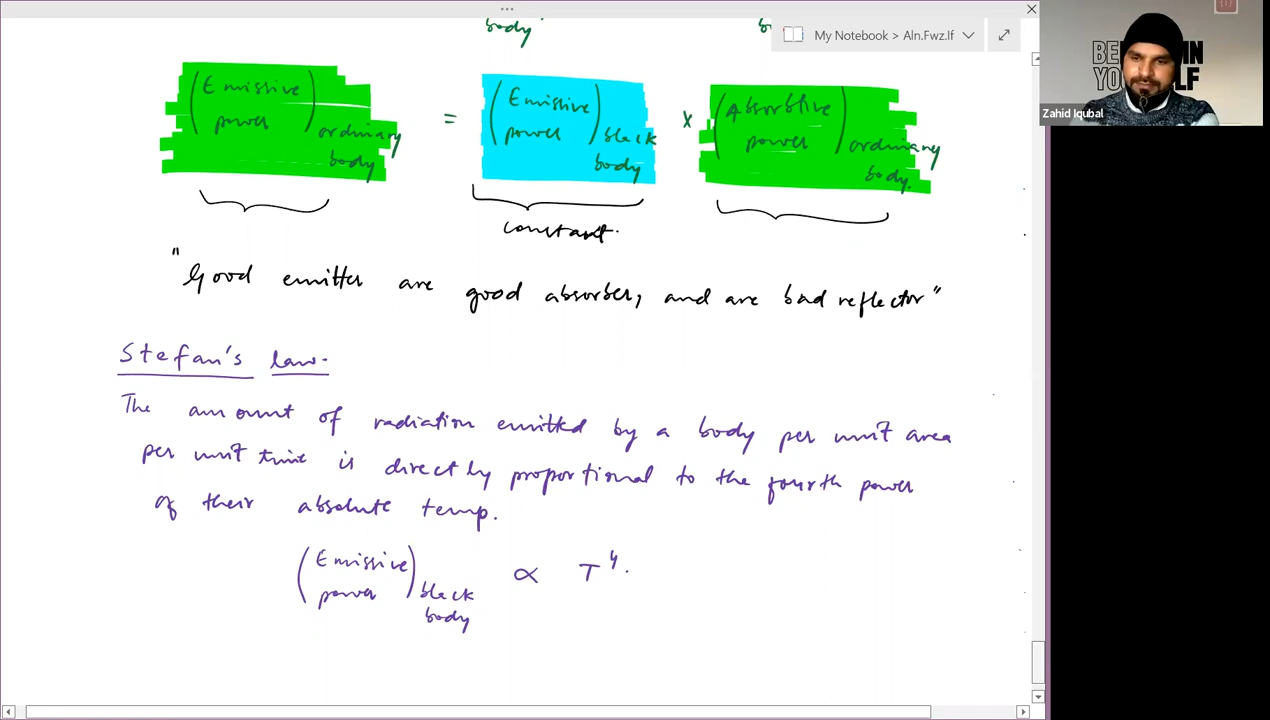 body
My Notebook > Aln.Fwz.If
(Emissive power) ordinary body = (Emissive power) black body × (Absorbtive power) ordinary body.
constant.
"Good emitter are good absorber, and are bad reflector"
Stefan's law.
The amount of radiation emitted by a body per unit area
per unit time is directly proportional to the fourth power
of their absolute temp.
(Emissive power) black body ∝ T⁴.
Zahid Iqubal